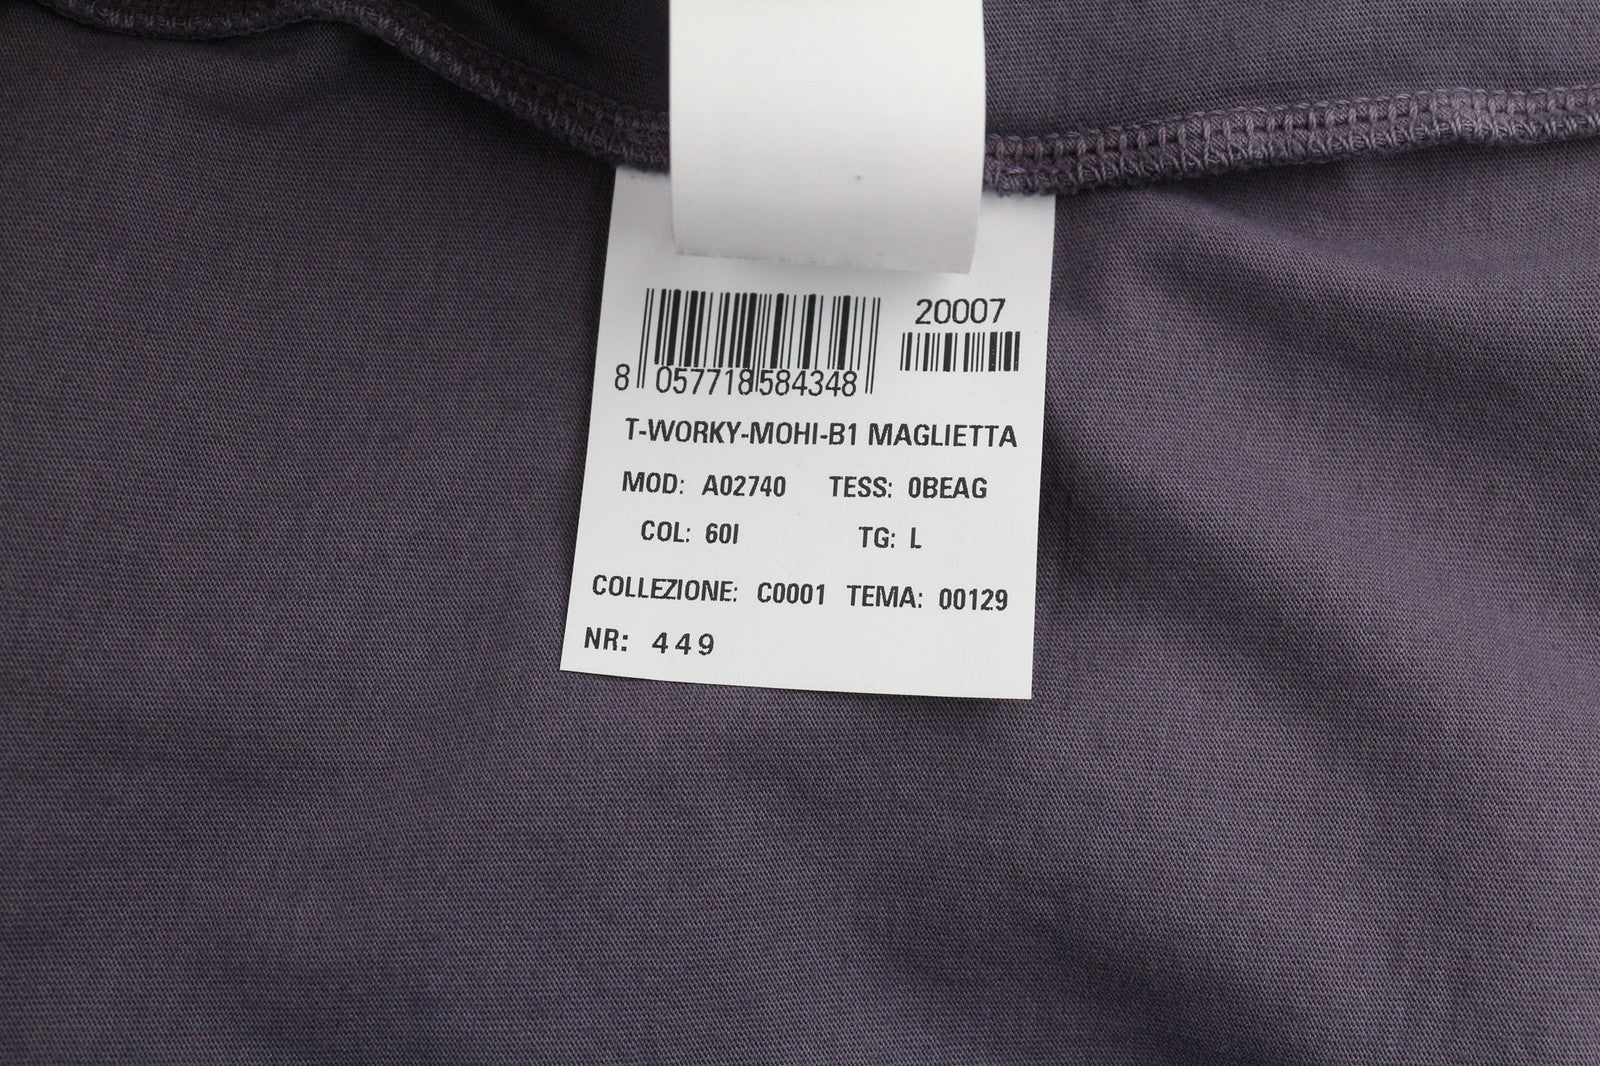 20007
8 057718 584348
T-WORKY-MOHI-B1 MAGLIETTA
MOD: A02740 TESS: 0BEAG
COL: 60I TG: L
COLLEZIONE: C0001 TEMA: 00129
NR: 449